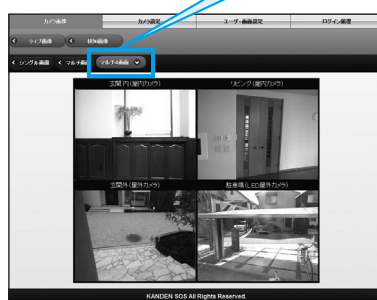 カメラ画像 カメラ設定 ユーザー・画面設定 ログイン履歴
ライブ画像 検知画像
シングル画面 マルチ画面 マルチ4画面
玄関 内(屋内カメラ) リビング(屋内カメラ)
玄関外(屋外カメラ) 駐車場(LED屋外カメラ)
KANDEN SOS All Rights Reserved.